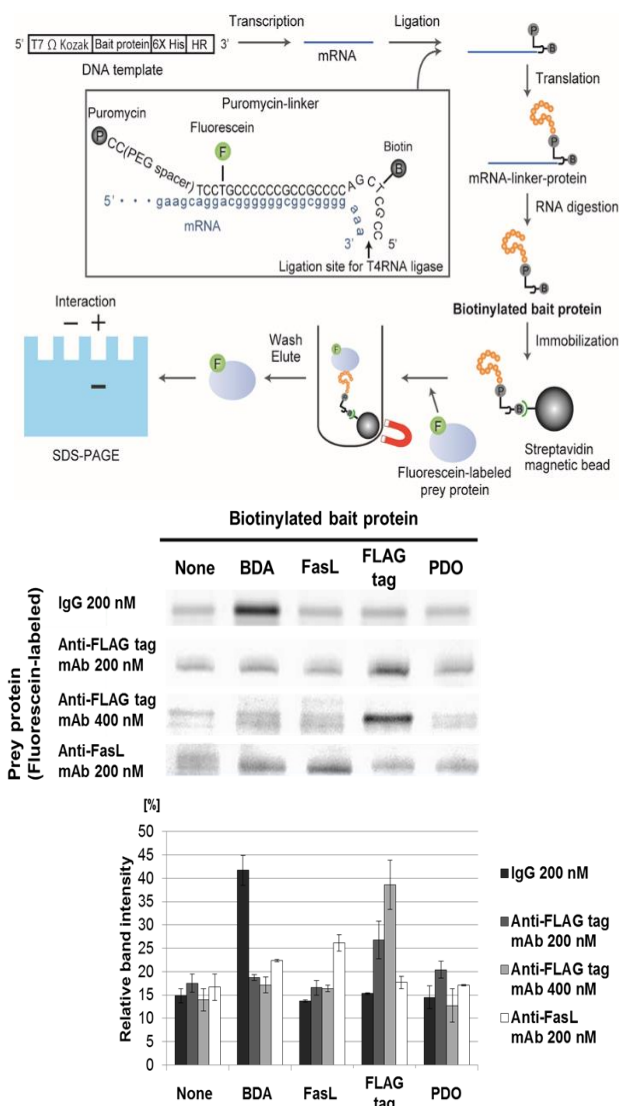 5' T7 Ω Kozak Bait protein 6X His HR 3'
DNA template
Transcription
mRNA
Ligation
P
B
Translation
P
B
mRNA-linker-protein
RNA digestion
P
B
Biotinylated bait protein
Immobilization
P
B
Streptavidin
magnetic bead
Puromycin-linker
Puromycin
P
Fluorescein
F
Biotin
B
CC(PEG spacer)TCCTGCCCCCCGCCGCCCCAGCTCGCC 5'
5' · · · gaagcaggacggggggcggcggggaaa 3'
mRNA
Ligation site for T4RNA ligase
F
Fluorescein-labeled
prey protein
F
P
B
Wash
Elute
F
Interaction
− +
SDS-PAGE
Biotinylated bait protein
None BDA FasL FLAG tag PDO
Prey protein
(Fluorescein-labeled)
IgG 200 nM
Anti-FLAG tag
mAb 200 nM
Anti-FLAG tag
mAb 400 nM
Anti-FasL
mAb 200 nM
[%]
Relative band intensity
50
45
40
35
30
25
20
15
10
5
0
None BDA FasL FLAG tag PDO
IgG 200 nM
Anti-FLAG tag
mAb 200 nM
Anti-FLAG tag
mAb 400 nM
Anti-FasL
mAb 200 nM